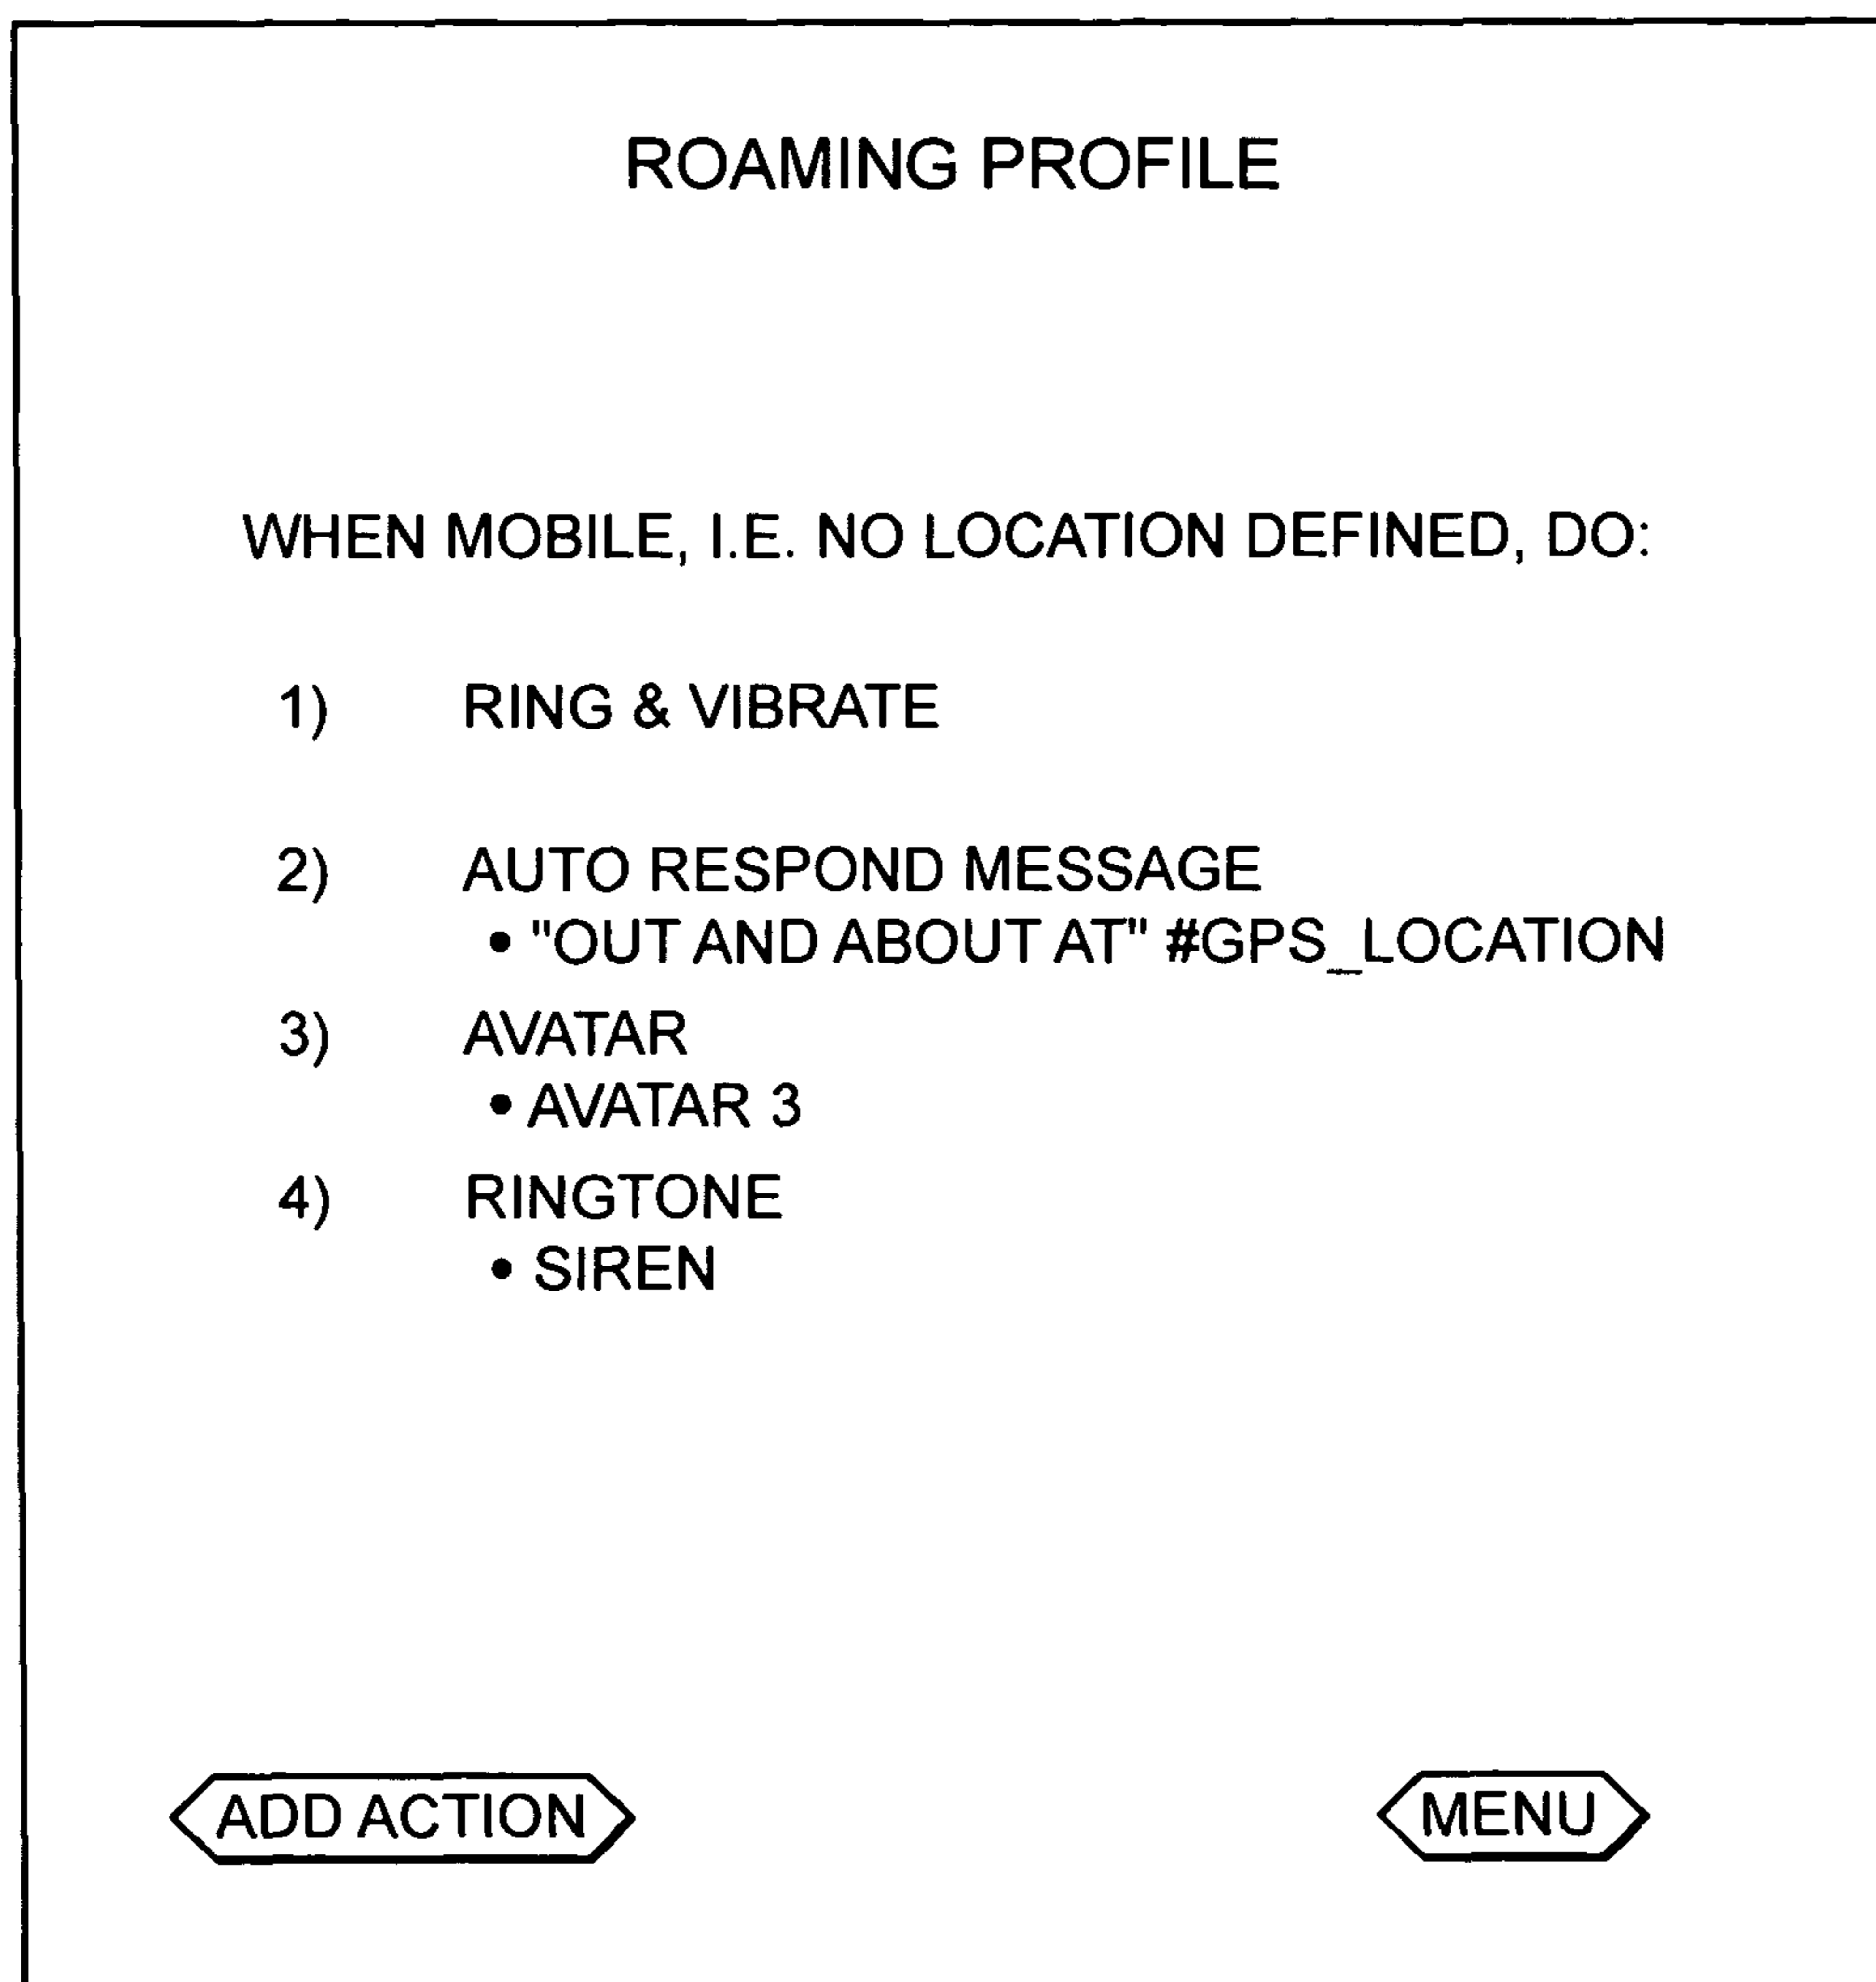 ROAMING PROFILE
WHEN MOBILE, I.E. NO LOCATION DEFINED, DO:
1) RING & VIBRATE
2) AUTO RESPOND MESSAGE
• "OUT AND ABOUT AT" #GPS_LOCATION
3) AVATAR
• AVATAR 3
4) RINGTONE
• SIREN
ADD ACTION MENU